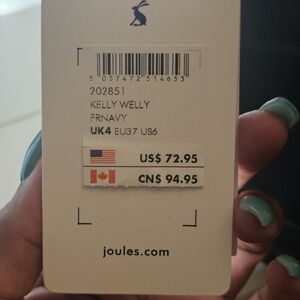 5 057472 514653
202851
KELLY WELLY
FRNAVY
UK4 EU37 US6
US$ 72.95
CN$ 94.95
joules.com